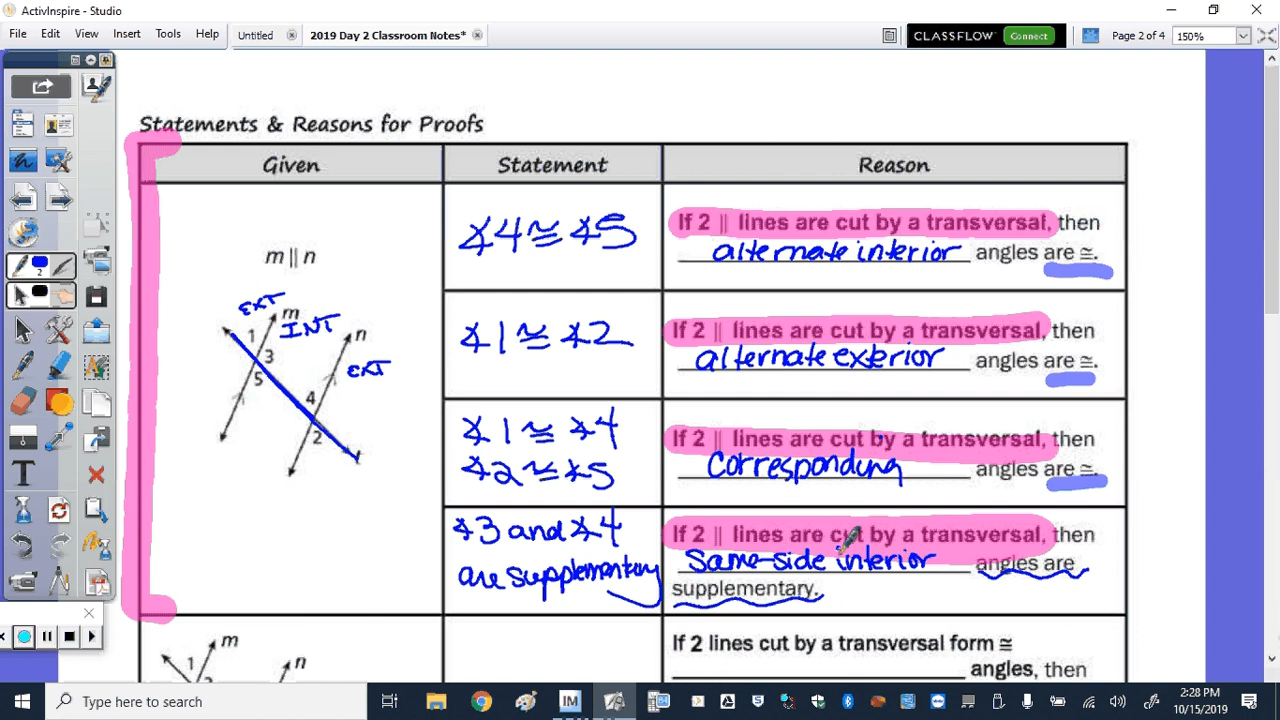 ActivInspire - Studio
File Edit View Insert Tools Help
Untitled
2019 Day 2 Classroom Notes*
CLASSFLOW Connect
Page 2 of 4
150%
Statements & Reasons for Proofs
Given Statement Reason
m || n
EXT
m
INT
n
EXT
1
3
5
4
2
∡4 ≅ ∡5
If 2 || lines are cut by a transversal, then
alternate interior angles are ≅.
∡1 ≅ ∡2
If 2 || lines are cut by a transversal, then
alternate exterior angles are ≅.
∡1 ≅ ∡4
∡2 ≅ ∡5
If 2 || lines are cut by a transversal, then
Corresponding angles are ≅.
∡3 and ∡4
are supplementary
If 2 || lines are cut by a transversal, then
Same-side interior angles are
supplementary.
m
1
n
If 2 lines cut by a transversal form ≅
angles, then
2
T
Type here to search
IM
2:28 PM
10/15/2019